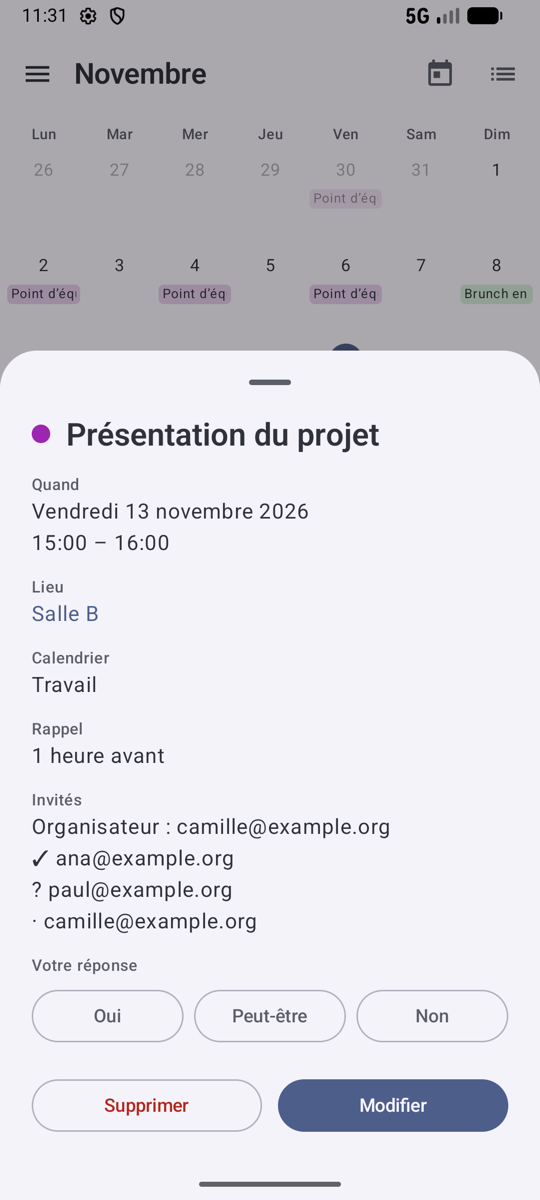 11:31
5G
Novembre
Lun Mar Mer Jeu Ven Sam Dim
26 27 28 29 30 31 1
Point d'éq
2 3 4 5 6 7 8
Point d'éq Point d'éq Point d'éq Brunch en
Présentation du projet
Quand
Vendredi 13 novembre 2026
15:00 – 16:00
Lieu
Salle B
Calendrier
Travail
Rappel
1 heure avant
Invités
Organisateur : camille@example.org
✓ ana@example.org
? paul@example.org
· camille@example.org
Votre réponse
Oui Peut-être Non
Supprimer Modifier